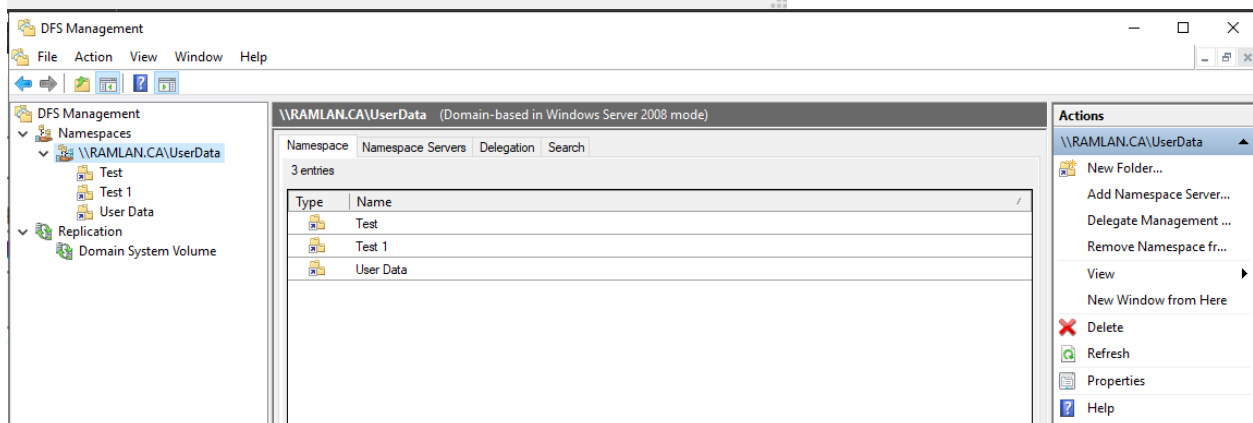 DFS Management
File Action View Window Help
DFS Management
Namespaces
\\RAMLAN.CA\UserData
Test
Test 1
User Data
Replication
Domain System Volume
\\RAMLAN.CA\UserData (Domain-based in Windows Server 2008 mode)
Namespace Namespace Servers Delegation Search
3 entries
Type Name
Test
Test 1
User Data
Actions
\\RAMLAN.CA\UserData
New Folder...
Add Namespace Server...
Delegate Management ...
Remove Namespace fr...
View
New Window from Here
Delete
Refresh
Properties
Help